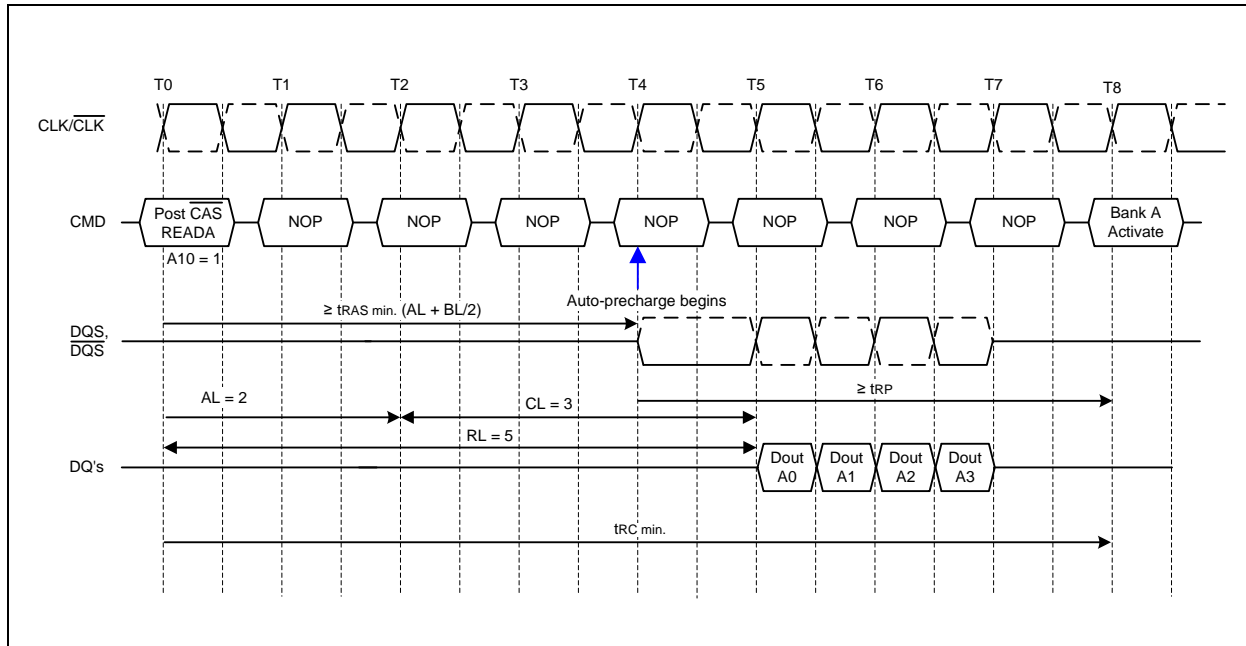 T0 T1 T2 T3 T4 T5 T6 T7 T8
CLK/CLK
CMD
Post CAS
READA
NOP NOP NOP NOP NOP NOP NOP
Bank A
Activate
A10 = 1
Auto-precharge begins
≥ tRAS min. (AL + BL/2)
DQS,
DQS
≥ tRP
AL = 2
CL = 3
RL = 5
DQ's
Dout
A0
Dout
A1
Dout
A2
Dout
A3
tRC min.